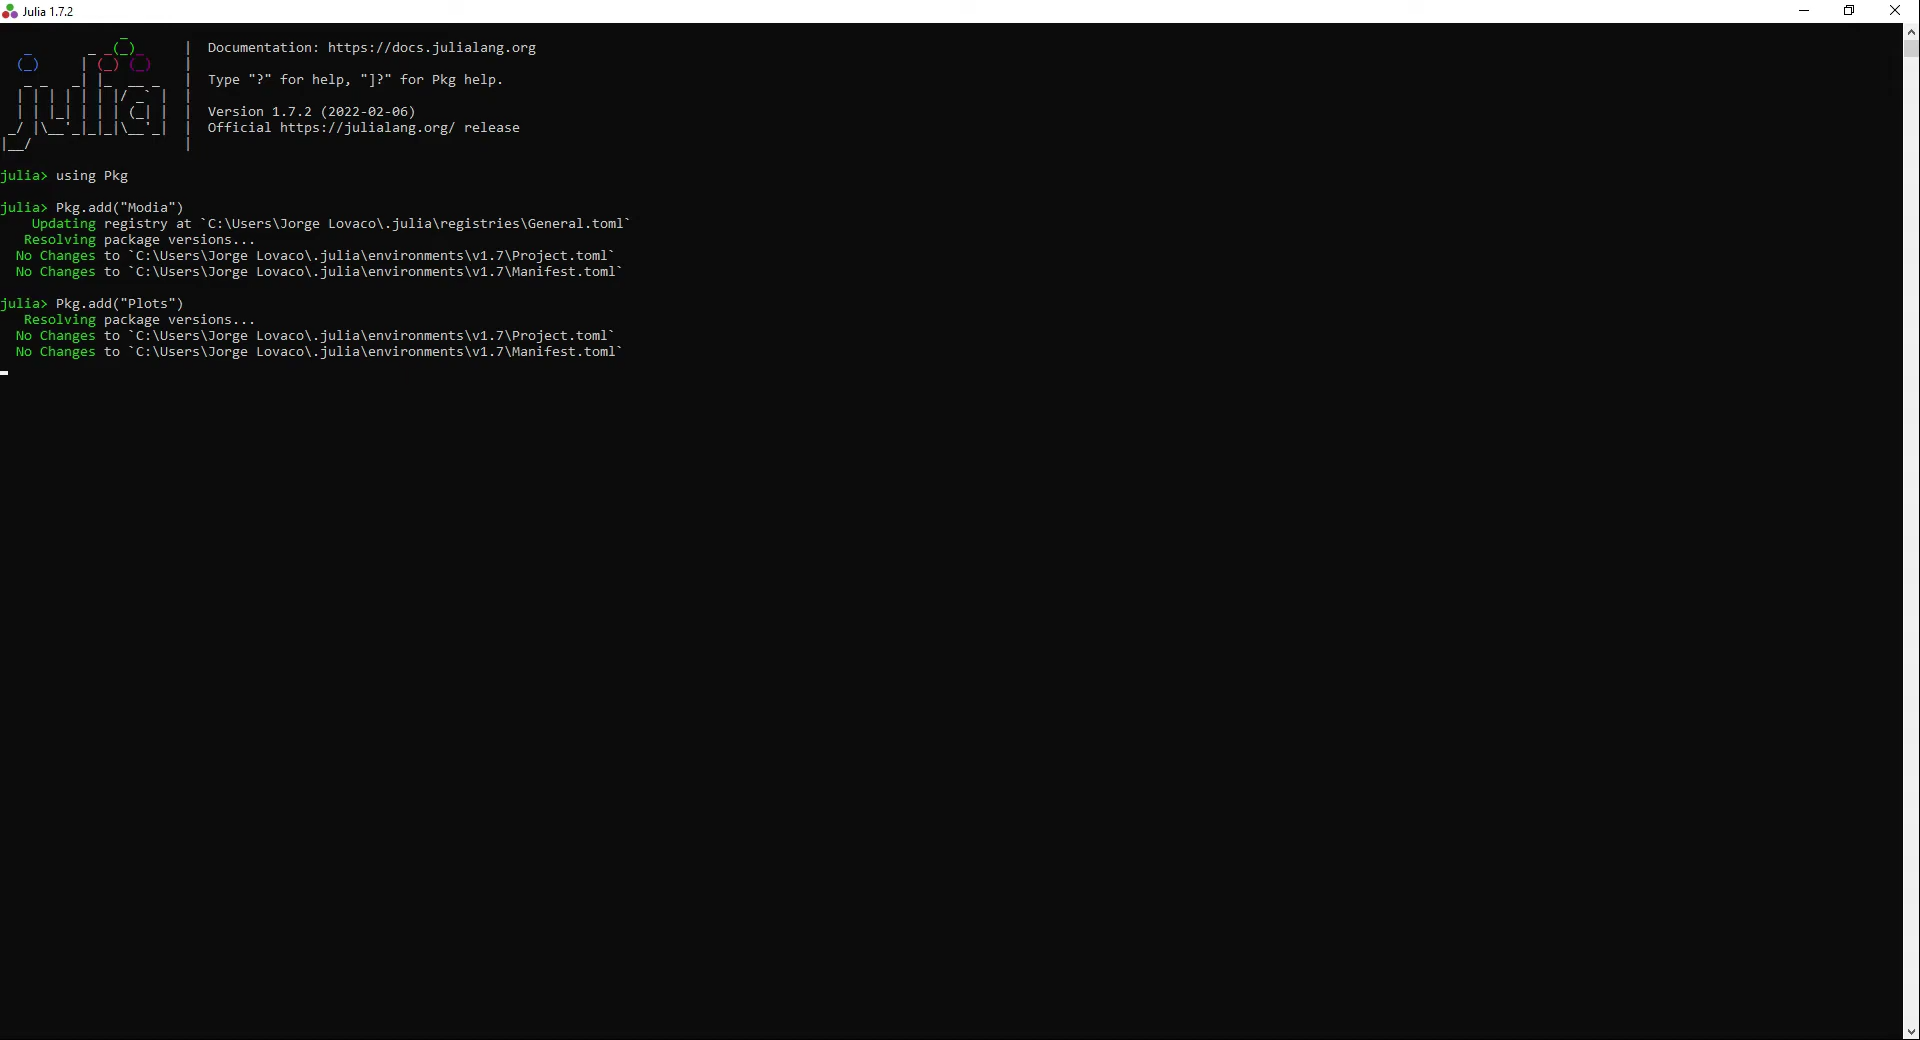 Julia 1.7.2
Documentation: https://docs.julialang.org
Type "?" for help, "]?" for Pkg help.
Version 1.7.2 (2022-02-06)
Official https://julialang.org/ release
julia> using Pkg
julia> Pkg.add("Modia")
Updating registry at `C:\Users\Jorge Lovaco\.julia\registries\General.toml`
Resolving package versions...
No Changes to `C:\Users\Jorge Lovaco\.julia\environments\v1.7\Project.toml`
No Changes to `C:\Users\Jorge Lovaco\.julia\environments\v1.7\Manifest.toml`
julia> Pkg.add("Plots")
Resolving package versions...
No Changes to `C:\Users\Jorge Lovaco\.julia\environments\v1.7\Project.toml`
No Changes to `C:\Users\Jorge Lovaco\.julia\environments\v1.7\Manifest.toml`